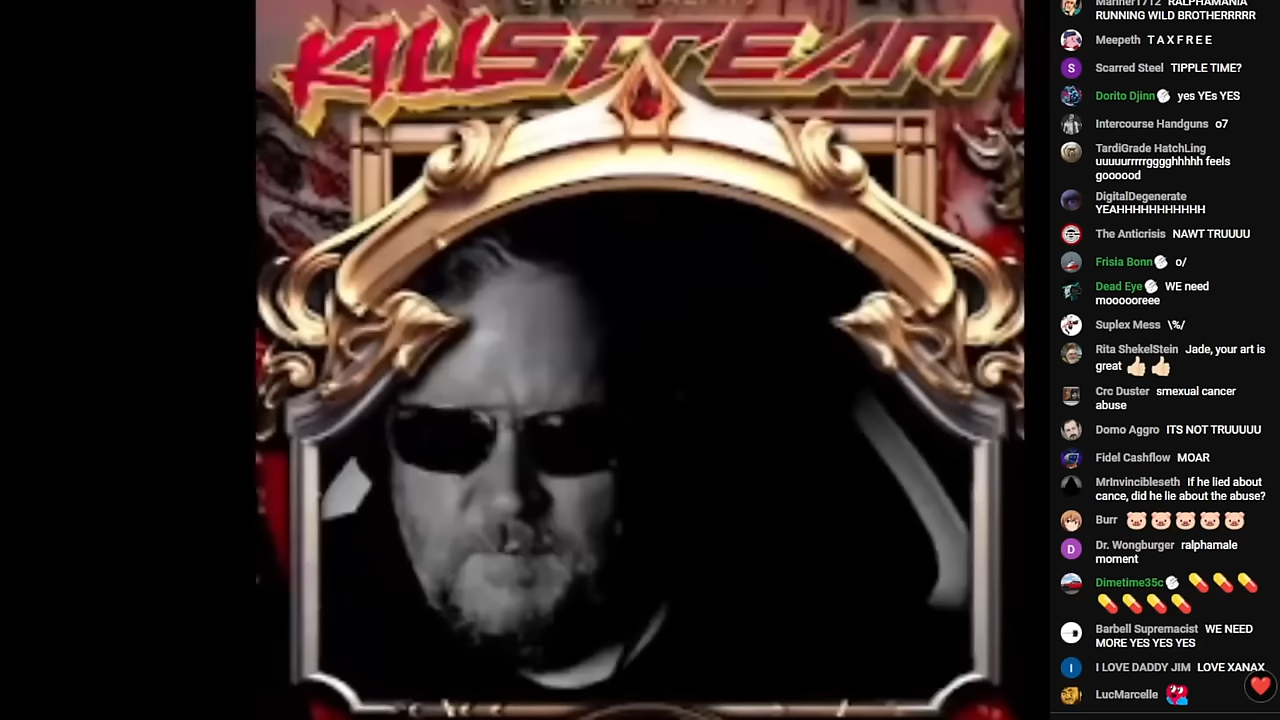 KILLSTREAM
Mariner1712 RALPHAMANIA
RUNNING WILD BROTHERRRRR
Meepeth T A X F R E E
S Scarred Steel TIPPLE TIME?
Dorito Djinn yes YEs YES
Intercourse Handguns o7
TardiGrade HatchLing
uuuuurrrrrgggghhhhh feels
goooood
DigitalDegenerate
YEAHHHHHHHHHHH
The Anticrisis NAWT TRUUUU
Frisia Bonn o/
Dead Eye WE need
moooooreee
Suplex Mess \%/
Rita ShekelStein Jade, your art is
great 👍🏻 👍🏻
Crc Duster smexual cancer
abuse
Domo Aggro ITS NOT TRUUUUU
Fidel Cashflow MOAR
MrInvincibleseth If he lied about
cance, did he lie about the abuse?
Burr 🐷 🐷 🐷 🐷 🐷
D Dr. Wongburger ralphamale
moment
Dimetime35c 💊 💊 💊
💊 💊 💊 💊
Barbell Supremacist WE NEED
MORE YES YES YES
I I LOVE DADDY JIM LOVE XANAX
LucMarcelle